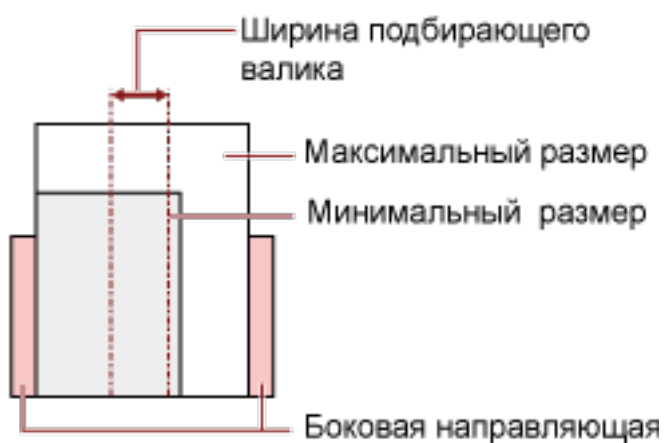 Ширина подбирающего
валика
Максимальный размер
Минимальный размер
Боковая направляющая